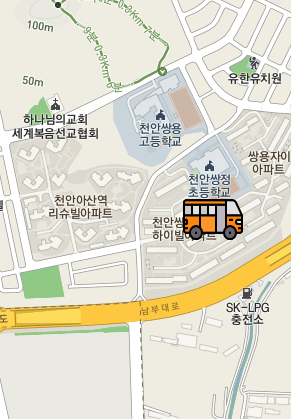 100m
50m
유한유치원
하나님의교회
세계복음선교협회
천안쌍용
고등학교
쌍용자이
아파트
천안쌍정
초등학교
천안아산역
리슈빌아파트
천안쌍
하이빌아파트
남부대로
도
SK-LPG
충전소